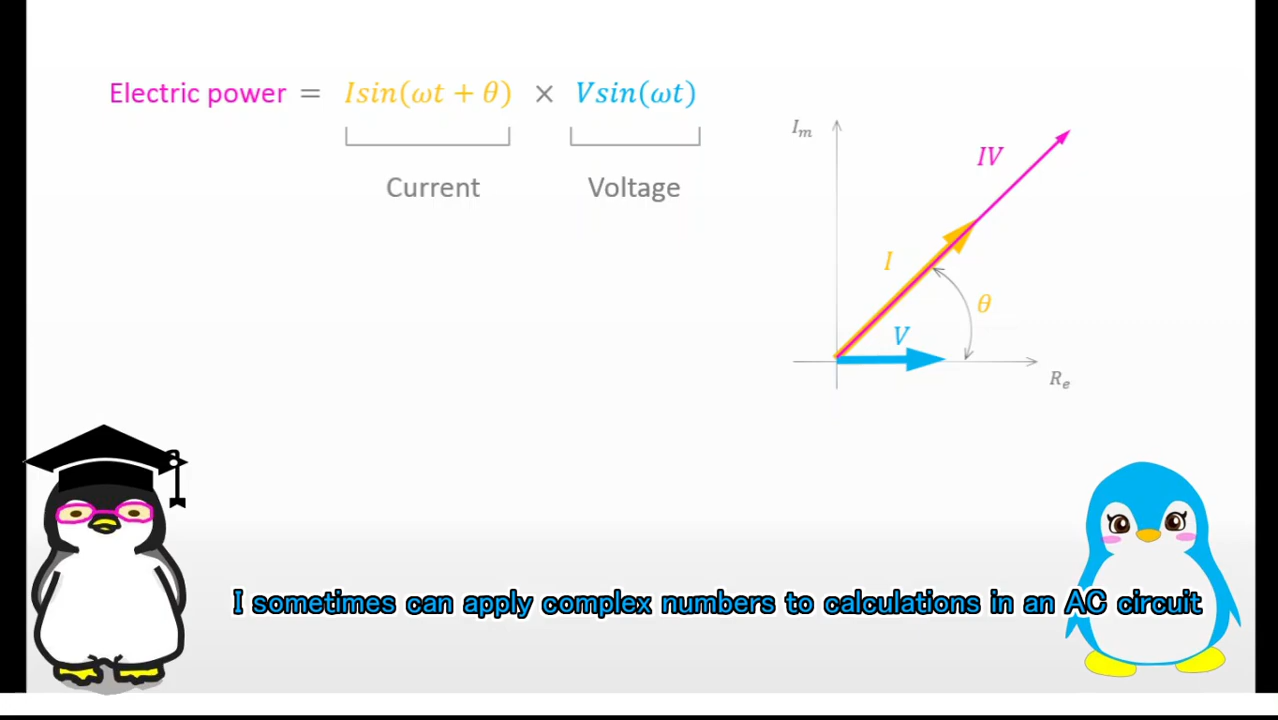 Electric power = Isin(ωt + θ) × Vsin(ωt)
Current Voltage
Im
IV
I
θ
V
Re
I sometimes can apply complex numbers to calculations in an AC circuit